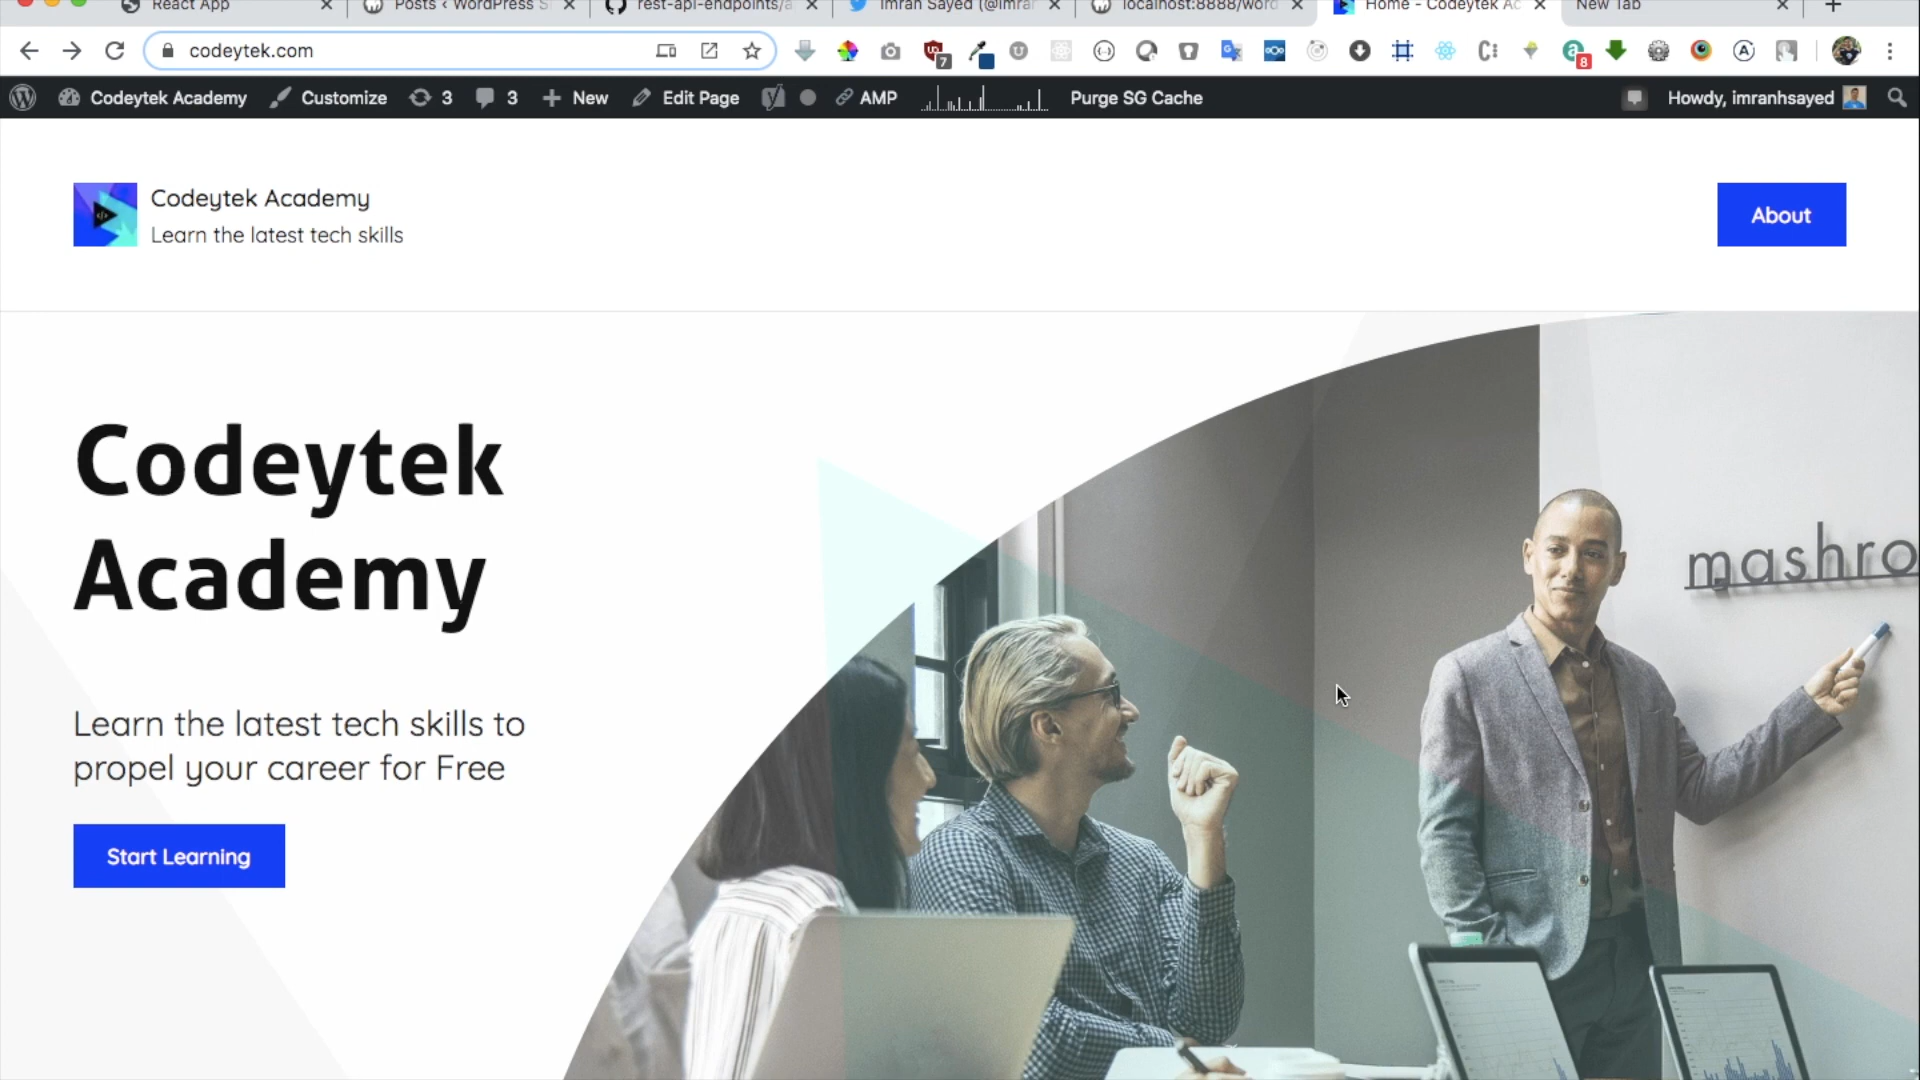 React App
Posts ‹ WordPress S
rest-api-endpoints/a
Imran Sayed (@imran
localhost:8888/word
Home - Codeytek Ac
New Tab
codeytek.com
7
8
Codeytek Academy
Customize
3
3
New
Edit Page
AMP
Purge SG Cache
Howdy, imranhsayed
Codeytek Academy
Learn the latest tech skills
About
Codeytek
Academy
mashro
Learn the latest tech skills to
propel your career for Free
Start Learning